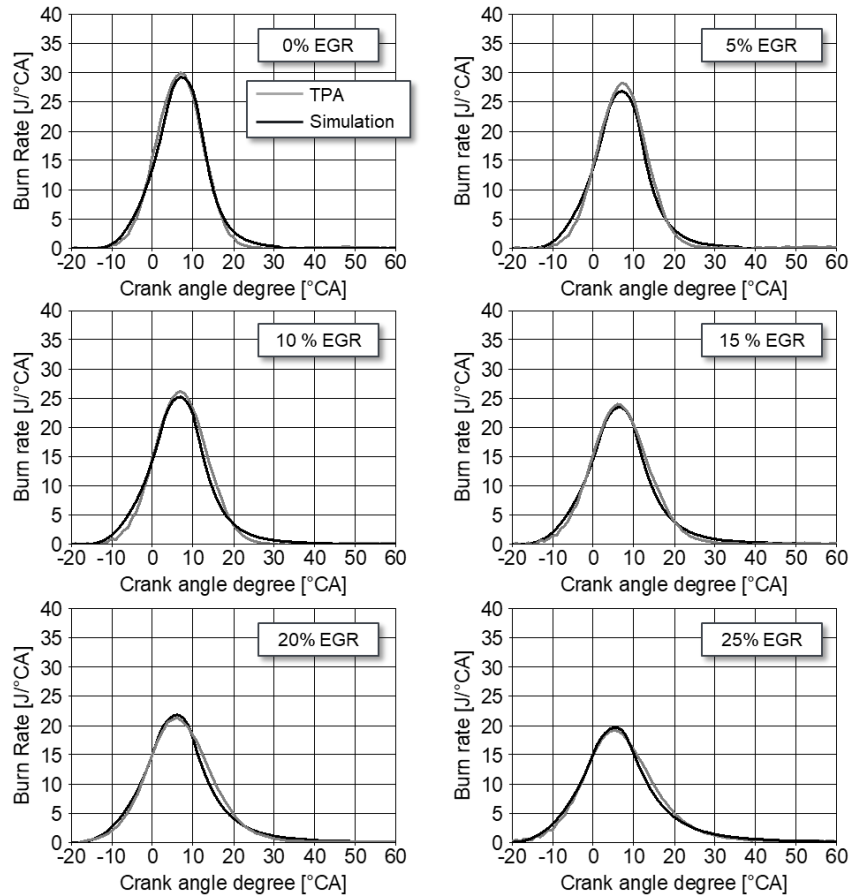 40
35
30
25
20
15
10
5
0
Burn Rate [J/°CA]
0% EGR
TPA
Simulation
-20 -10 0 10 20 30 40 50 60
Crank angle degree [°CA]
40
35
30
25
20
15
10
5
0
Burn rate [J/°CA]
5% EGR
-20 -10 0 10 20 30 40 50 60
Crank angle degree [°CA]
40
35
30
25
20
15
10
5
0
Burn rate [J/°CA]
10 % EGR
-20 -10 0 10 20 30 40 50 60
Crank angle degree [°CA]
40
35
30
25
20
15
10
5
0
Burn rate [J/°CA]
15 % EGR
-20 -10 0 10 20 30 40 50 60
Crank angle degree [°CA]
40
35
30
25
20
15
10
5
0
Burn Rate [J/°CA]
20% EGR
-20 -10 0 10 20 30 40 50 60
Crank angle degree [°CA]
40
35
30
25
20
15
10
5
0
Burn rate [J/°CA]
25% EGR
-20 -10 0 10 20 30 40 50 60
Crank angle degree [°CA]